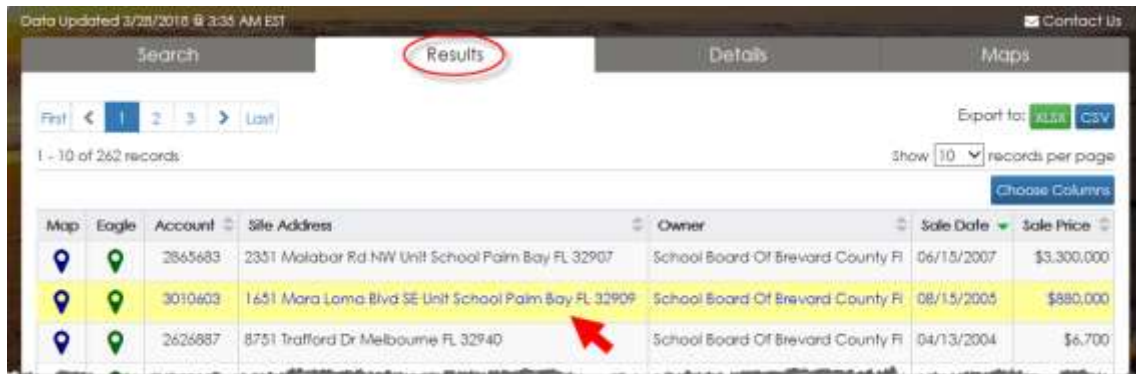 Data Updated 3/28/2018 @ 3:35 AM EST Contact Us
Search Results Details Maps
First 1 2 3 Last Export to: XLSX CSV
1 - 10 of 262 records Show 10 records per page
Choose Columns
Map Eagle Account Site Address Owner Sale Date Sale Price
2865683 2351 Malabar Rd NW Unit School Palm Bay FL 32907 School Board Of Brevard County Fl 06/15/2007 $3,300,000
3010603 1651 Mara Loma Blvd SE Unit School Palm Bay FL 32909 School Board Of Brevard County Fl 08/15/2005 $880,000
2626887 8751 Trafford Dr Melbourne FL 32940 School Board Of Brevard County Fl 04/13/2004 $6,700